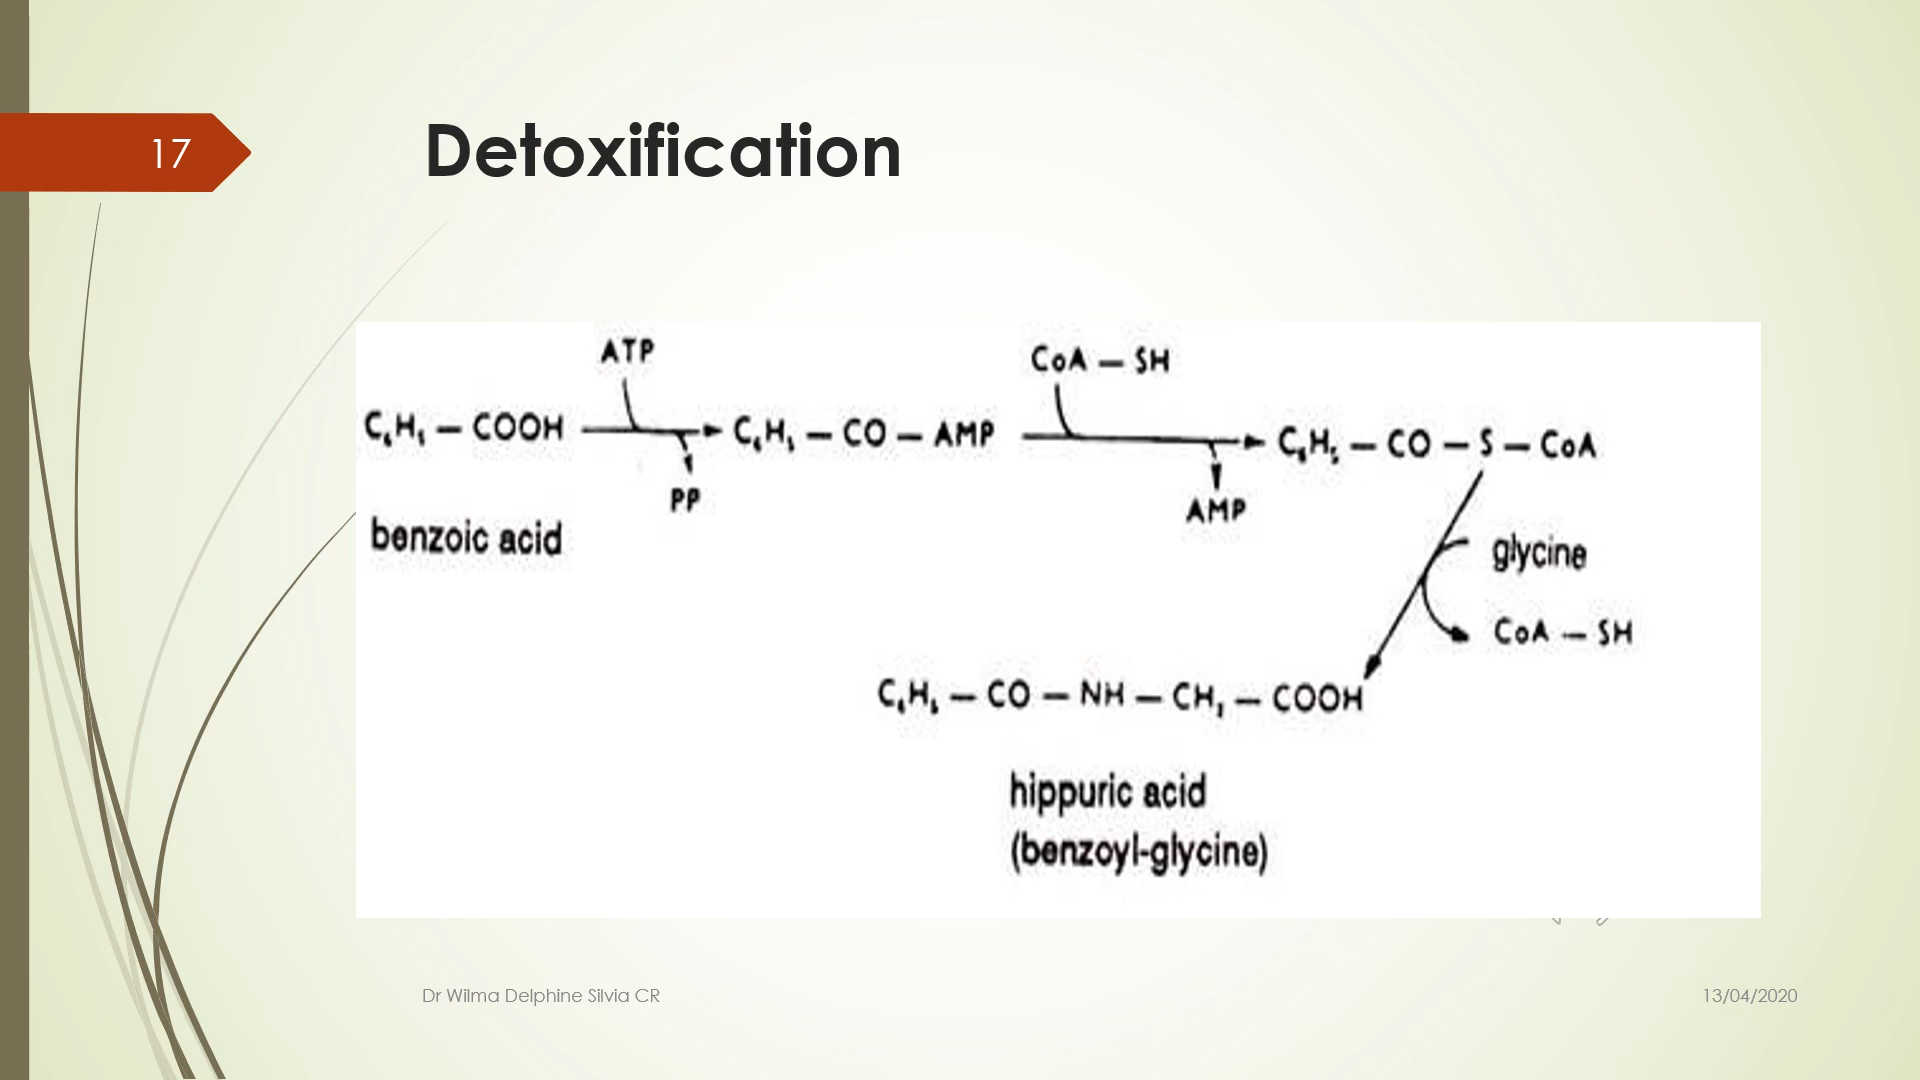 17
Detoxification
ATP
CoA — SH
C₆H₅ — COOH
C₆H₅ — CO — AMP
C₆H₅ — CO — S — CoA
PP
AMP
benzoic acid
glycine
CoA — SH
C₆H₅ — CO — NH — CH₂ — COOH
hippuric acid
(benzoyl-glycine)
Dr Wilma Delphine Silvia CR
13/04/2020